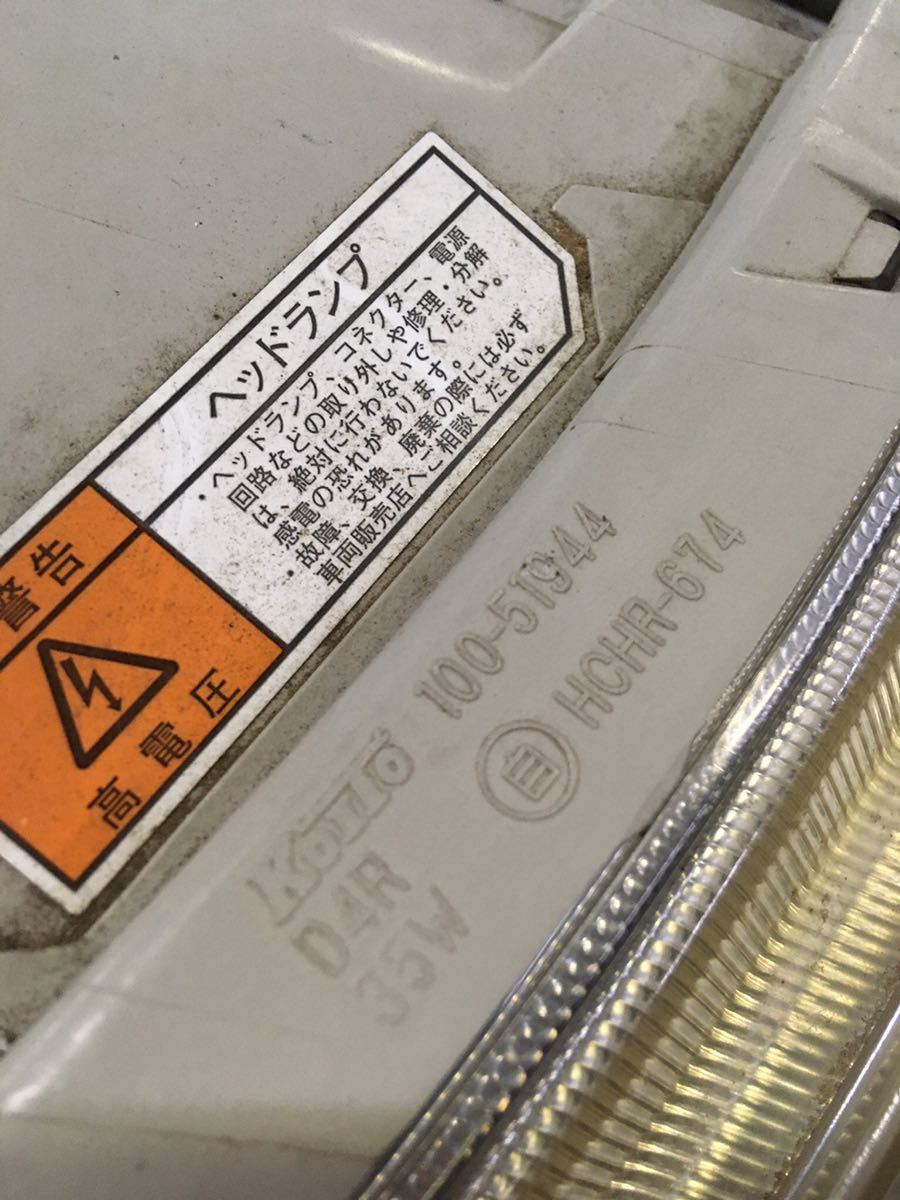 警告
高電圧
ヘッドランプ
・ヘッドランプ、コネクター、電源
回路などの取り外しや修理・分解
は、絶対に行わないでください。
感電の恐れがあります。
・故障、交換、廃棄の際には必ず
車両販売店へご相談ください。
KOITO 100-51944
D4R 自 HCHR-674
35W